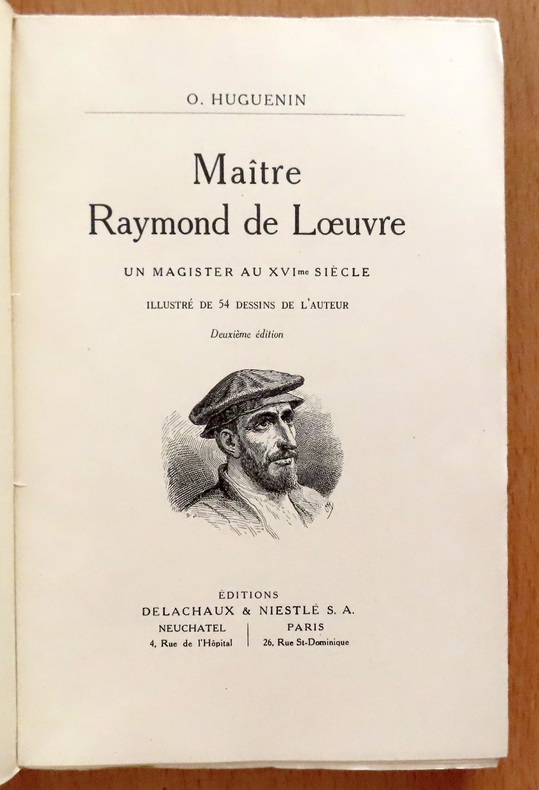 O. HUGUENIN
Maître
Raymond de Lœuvre
UN MAGISTER AU XVIme SIÈCLE
ILLUSTRÉ DE 54 DESSINS DE L'AUTEUR
Deuxième édition
ÉDITIONS
DELACHAUX & NIESTLÉ S. A.
NEUCHATEL
4, Rue de l'Hôpital
PARIS
26, Rue St-Dominique